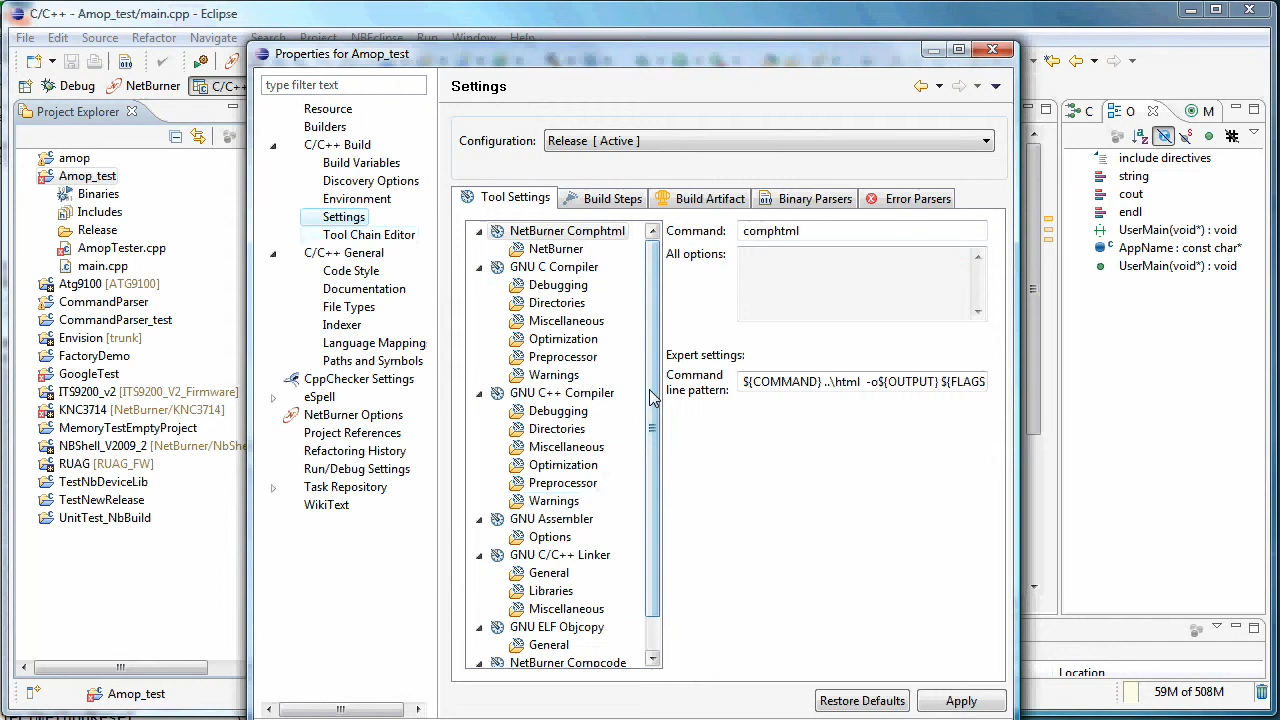 C/C++ - Amop_test/main.cpp - Eclipse
File Edit Source Refactor Navigate Search Project NBEclipse Run Window Help
Debug NetBurner C/C++
Project Explorer
amop
Amop_test
Binaries
Includes
Release
AmopTester.cpp
main.cpp
Atg9100 [ATG9100]
CommandParser
CommandParser_test
Envision [trunk]
FactoryDemo
GoogleTest
ITS9200_v2 [ITS9200_V2_Firmware]
KNC3714 [NetBurner/KNC3714]
MemoryTestEmptyProject
NBShell_V2009_2 [NetBurner/NbShe
RUAG [RUAG_FW]
TestNbDeviceLib
TestNewRelease
UnitTest_NbBuild
Amop_test
Properties for Amop_test
type filter text
Resource
Builders
C/C++ Build
Build Variables
Discovery Options
Environment
Settings
Tool Chain Editor
C/C++ General
Code Style
Documentation
File Types
Indexer
Language Mapping
Paths and Symbols
CppChecker Settings
eSpell
NetBurner Options
Project References
Refactoring History
Run/Debug Settings
Task Repository
WikiText
Settings
Configuration: Release [ Active ]
Tool Settings Build Steps Build Artifact Binary Parsers Error Parsers
NetBurner Comphtml
NetBurner
GNU C Compiler
Debugging
Directories
Miscellaneous
Optimization
Preprocessor
Warnings
GNU C++ Compiler
Debugging
Directories
Miscellaneous
Optimization
Preprocessor
Warnings
GNU Assembler
Options
GNU C/C++ Linker
General
Libraries
Miscellaneous
GNU ELF Objcopy
General
NetBurner Compcode
Command: comphtml
All options:
Expert settings:
Command
line pattern: ${COMMAND} ..\html -o${OUTPUT} ${FLAGS
Restore Defaults Apply
C O M
include directives
string
cout
endl
UserMain(void*) : void
AppName : const char*
UserMain(void*) : void
Location
59M of 508M